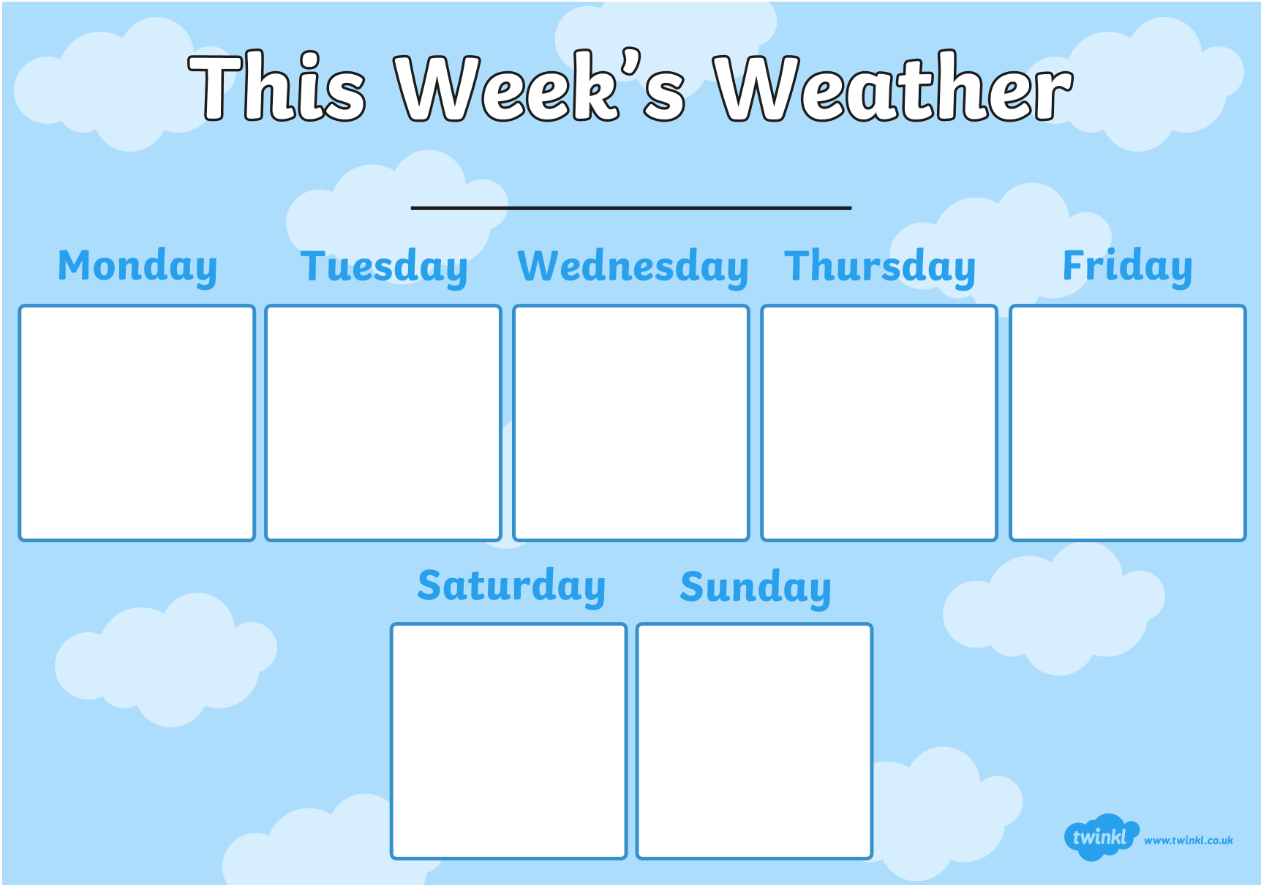 This Week's Weather
Monday Tuesday Wednesday Thursday Friday
Saturday Sunday
twinkl www.twinkl.co.uk